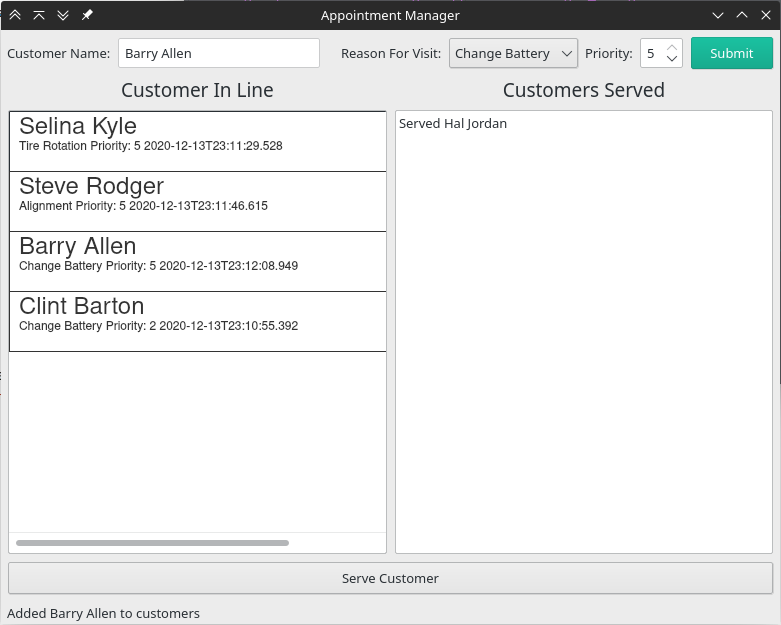 Appointment Manager
Customer Name: Barry Allen Reason For Visit: Change Battery Priority: 5 Submit
Customer In Line
Customers Served
Selina Kyle
Tire Rotation Priority: 5 2020-12-13T23:11:29.528
Steve Rodger
Alignment Priority: 5 2020-12-13T23:11:46.615
Barry Allen
Change Battery Priority: 5 2020-12-13T23:12:08.949
Clint Barton
Change Battery Priority: 2 2020-12-13T23:10:55.392
Served Hal Jordan
Serve Customer
Added Barry Allen to customers